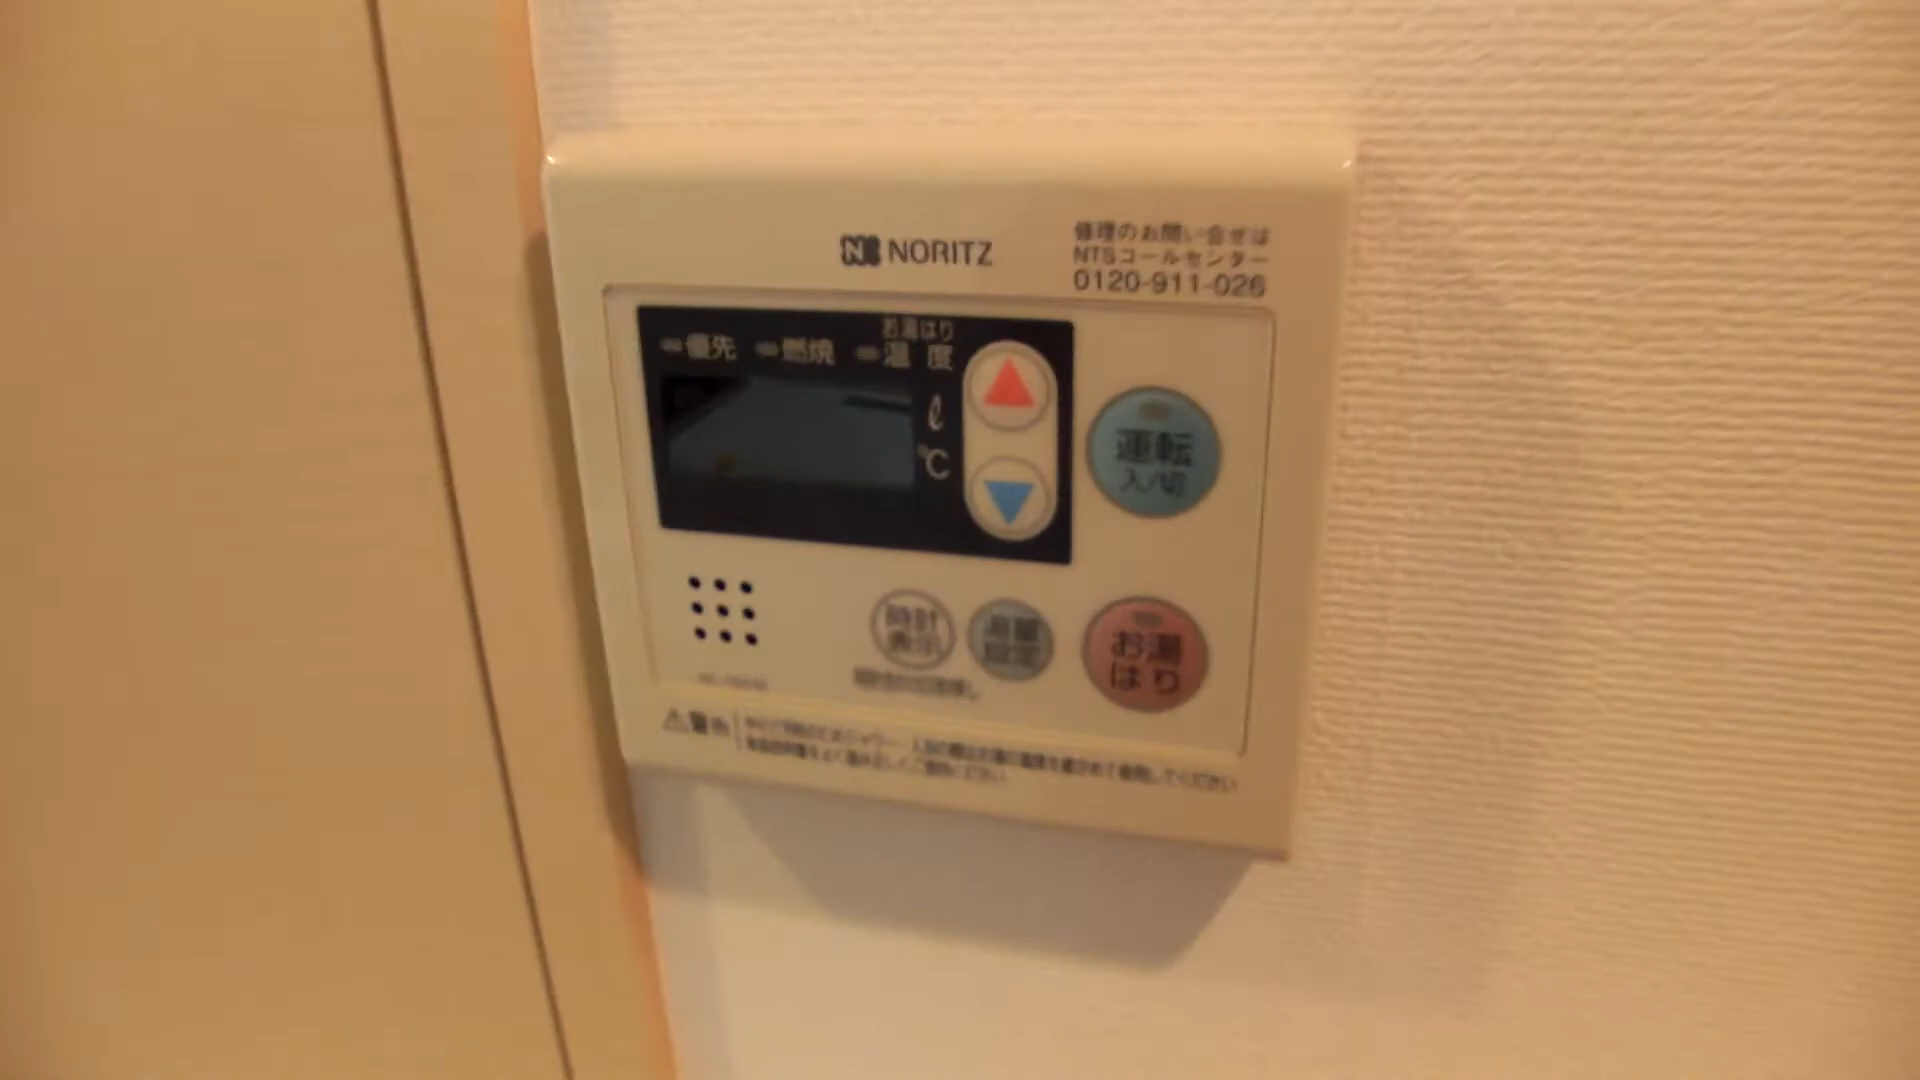 NORITZ
修理のお問い合せは
NTSコールセンター
0120-911-026
お湯はり
優先 燃焼 温度
ℓ
℃
運転
入/切
時計
表示
湯量
設定
お湯
はり
警告